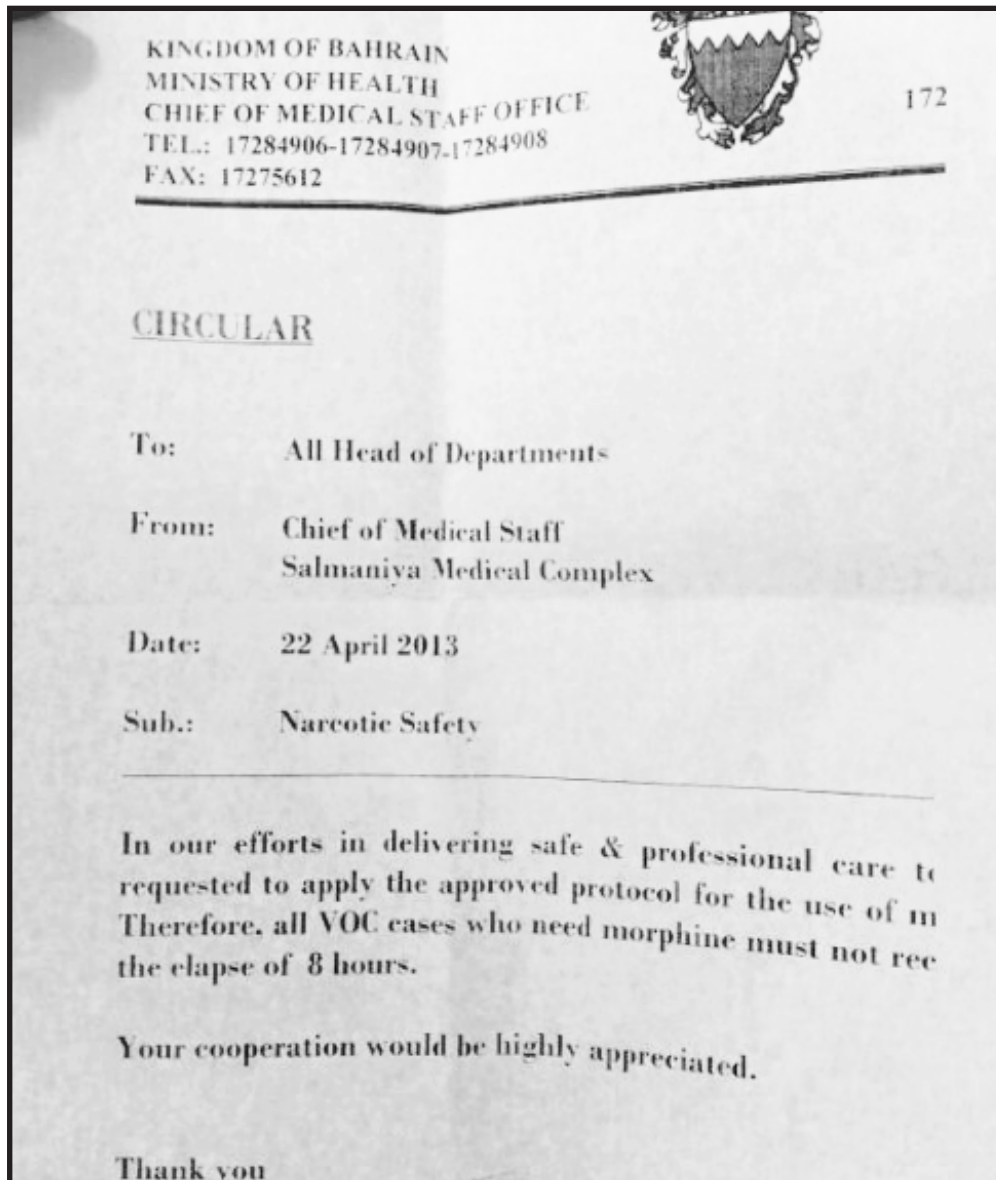 KINGDOM OF BAHRAIN
MINISTRY OF HEALTH
CHIEF OF MEDICAL STAFF OFFICE
TEL.: 17284906-17284907-17284908
FAX: 17275612
172
CIRCULAR
To: All Head of Departments
From: Chief of Medical Staff
Salmaniya Medical Complex
Date: 22 April 2013
Sub.: Narcotic Safety
In our efforts in delivering safe & professional care
requested to apply the approved protocol for the use of
Therefore, all VOC cases who need morphine must not
the elapse of 8 hours.
Your cooperation would be highly appreciated.
Thank you